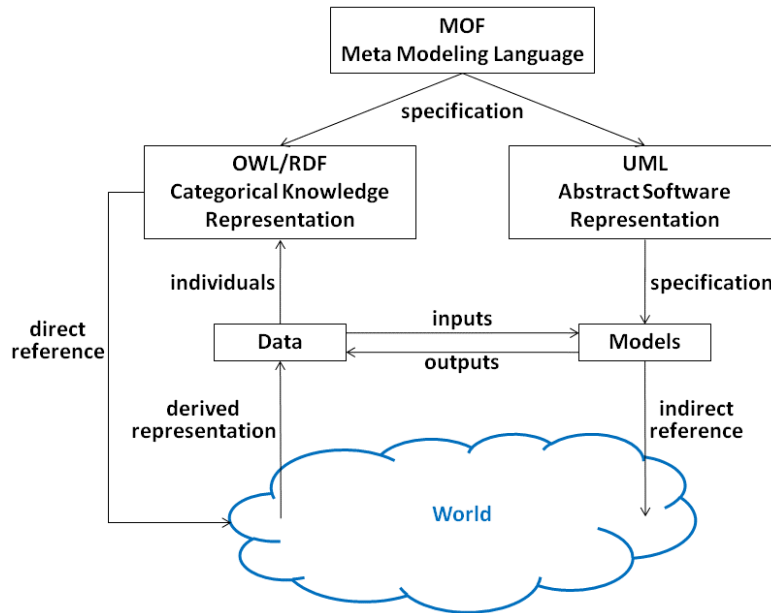 MOF
Meta Modeling Language
specification
OWL/RDF
Categorical Knowledge
Representation
UML
Abstract Software
Representation
individuals
specification
direct
reference
inputs
Data
Models
outputs
derived
representation
indirect
reference
World